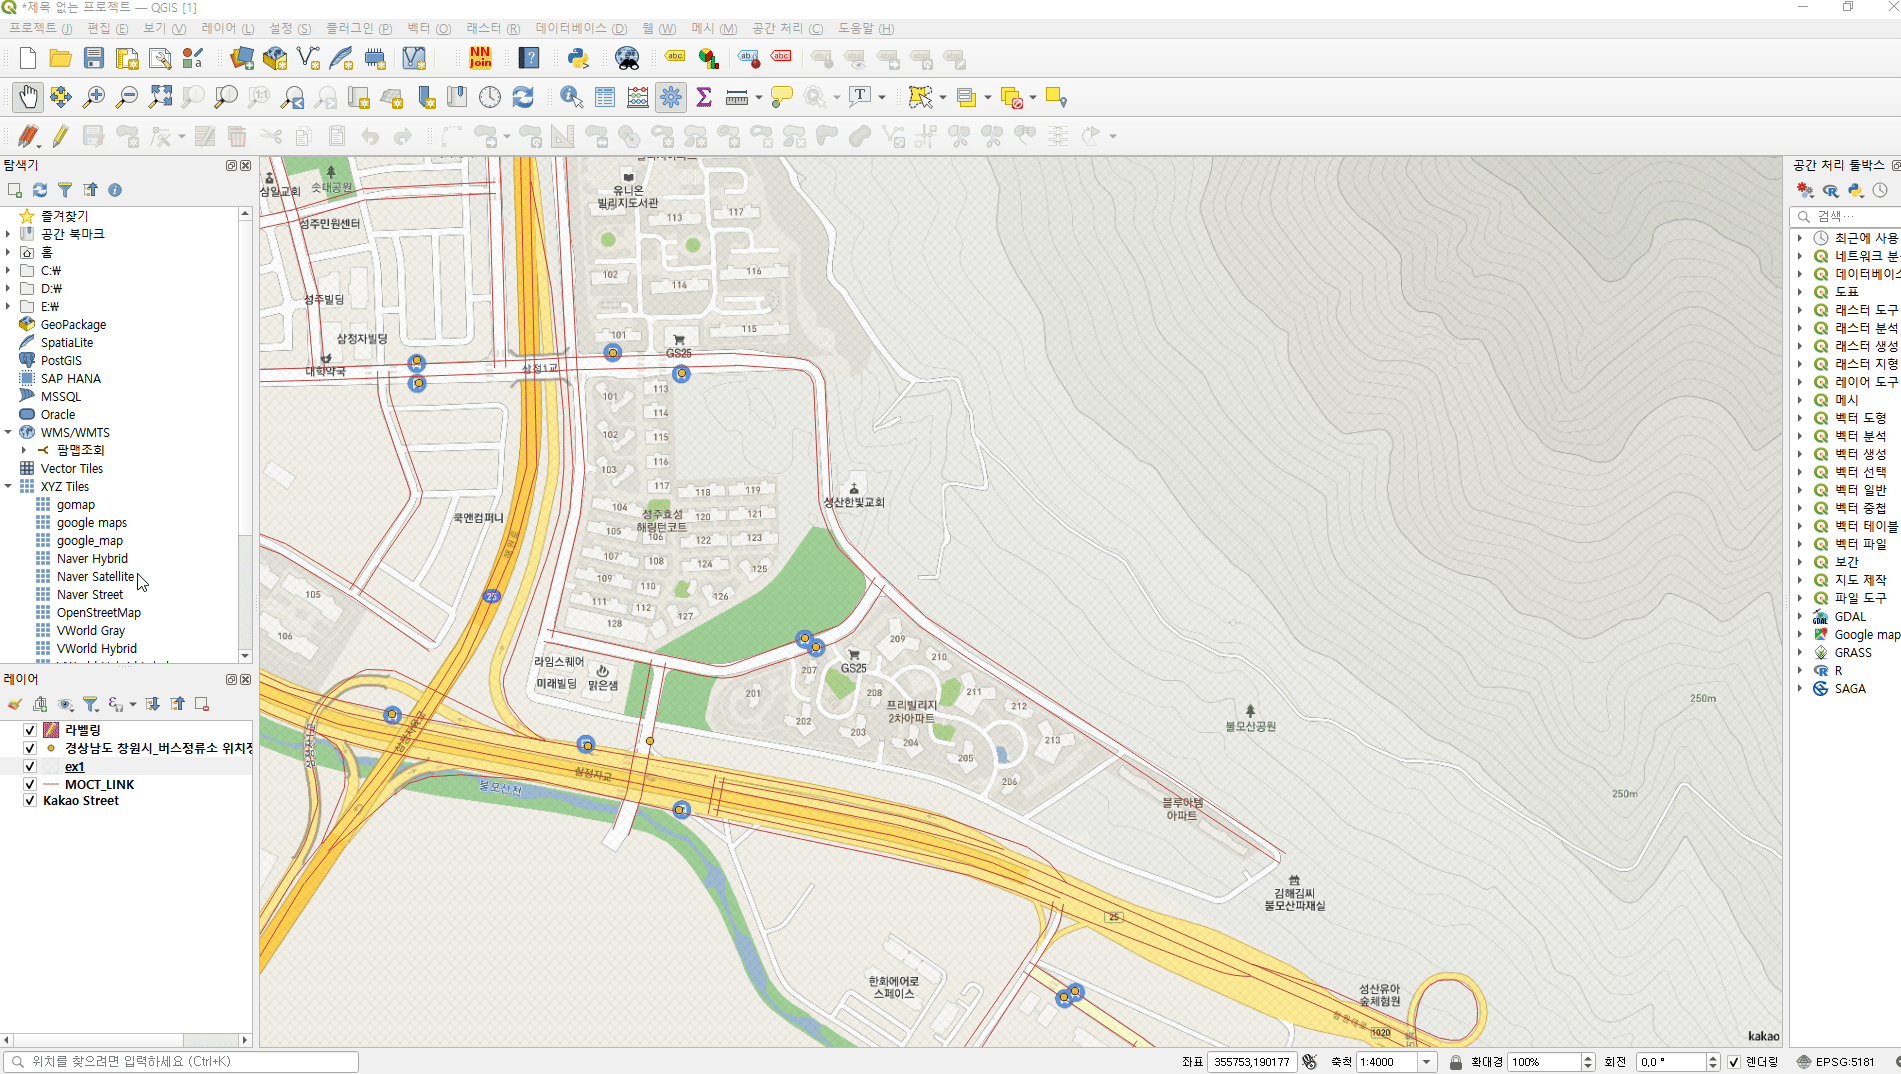 *제목 없는 프로젝트 — QGIS [1]
프로젝트 (J) 편집 (E) 보기 (V) 레이어 (L) 설정 (S) 플러그인 (P) 벡터 (O) 래스터 (R) 데이터베이스 (D) 웹 (W) 메시 (M) 공간 처리 (C) 도움말 (H)
NN
Join
abc
abc
abc
탐색기
즐겨찾기
공간 북마크
홈
C:₩
D:₩
E:₩
GeoPackage
SpatiaLite
PostGIS
SAP HANA
MSSQL
Oracle
WMS/WMTS
팜맵조회
Vector Tiles
XYZ Tiles
gomap
google maps
google_map
Naver Hybrid
Naver Satellite
Naver Street
OpenStreetMap
VWorld Gray
VWorld Hybrid
레이어
라벨링
경상남도 창원시_버스정류소 위치정
ex1
MOCT_LINK
Kakao Street
삼일교회
숏대공원
성주민원센터
유니온
빌리지도서관
113
117
102
116
114
115
101
성주빌딩
삼정자빌딩
대학약국
삼정1교
GS25
113
101
114
102
115
116
103
117
118
119
104
성주효성
해링턴코트
120
121
105
106
122
123
107
108
124
125
109
110
126
111
112
127
128
쿡앤컴퍼니
성산한빛교회
25
105
106
라임스퀘어
미래빌딩
맑은샘
GS25
209
210
207
208
211
201
프리빌리지
2차아파트
212
202
203
204
213
205
206
불모산공원
250m
250m
삼정자교
불모산천
블루아템
아파트
김해김씨
불모산파재실
25
한화에어로
스페이스
성산유아
숲체험원
1020
kakao
공간 처리 툴박스
검색…
최근에 사용
네트워크 분
데이터베이스
도표
래스터 도구
래스터 분석
래스터 생성
래스터 지형
레이어 도구
메시
벡터 도형
벡터 분석
벡터 생성
벡터 선택
벡터 일반
벡터 중첩
벡터 테이블
벡터 파일
보간
지도 제작
파일 도구
GDAL
Google map
GRASS
R
SAGA
위치를 찾으려면 입력하세요 (Ctrl+K)
좌표 355753,190177 축척 1:4000 확대경 100% 회전 0,0 ° 렌더링 EPSG:5181